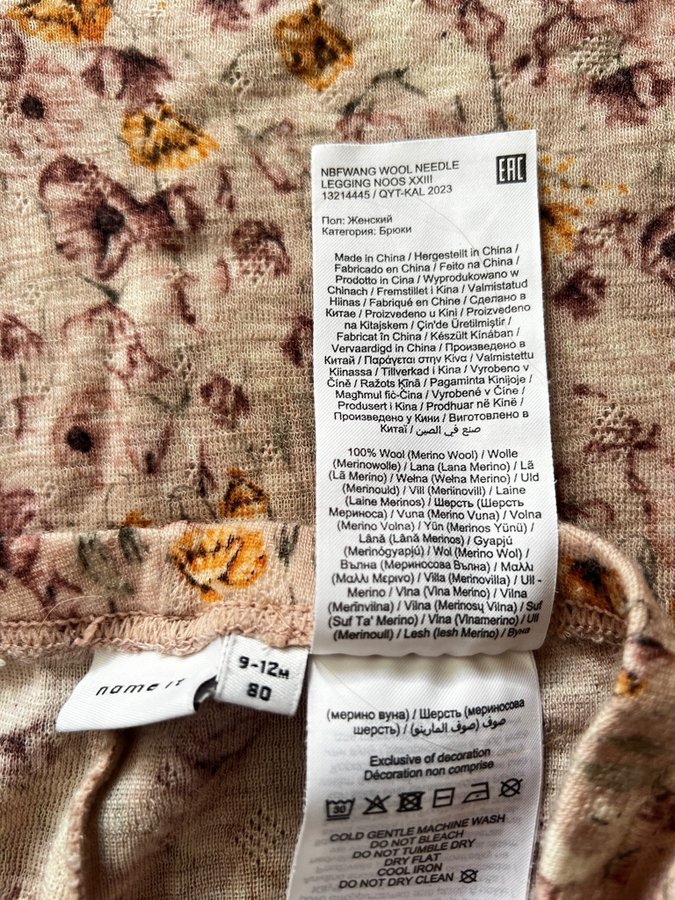 NBFWANG WOOL NEEDLE
LEGGING NOOS XXIII
13214445 / QYT-KAL 2023
EAC
Пол: Женский
Категория: Брюки
Made in China / Hergestellt in China /
Fabricado en China / Feito na China /
Prodotto in Cina / Wyprodukowano w
Chinach / Fremstillet i Kina / Valmistatud
Hiinas / Fabriqué en Chine / Сделано в
Китае / Proizvedeno u Kini / Proizvedeno
na Kitajskem / Çin'de Üretilmiştir /
Fabricat în China / Készült Kínában /
Vervaardigd in China / Произведено в
Китай / Παράγεται στην Κίνα / Valmistettu
Kiinassa / Tillverkad i Kina / Vyrobeno v
Číně / Ražots Ķīnā / Pagaminta Kinijoje /
Magħmul fiċ-Ċina / Vyrobené v Číne /
Produsert i Kina / Prodhuar në Kinë /
Произведено у Кини / Виготовлено в
Китаї / صنع في الصين
100% Wool (Merino Wool) / Wolle
(Merinowolle) / Lana (Lana Merino) / Lã
(Lã Merino) / Wełna (Wełna Merino) / Uld
(Merinould) / Vill (Meriinovill) / Laine
(Laine Merinos) / Шерсть (Шерсть
Мериноса) / Vuna (Merino Vuna) / Volna
(Merino Volna) / Yün (Merinos Yünü) /
Lână (Lână Merinos) / Gyapjú
(Merinógyapjú) / Wol (Merino Wol) /
Вълна (Мериносова Вълна) / Μαλλί
(Μαλλί Μερινο) / Villa (Merinovilla) / Ull -
Merino / Vlna (Vlna Merino) / Vilna
(Merīnvilna) / Vilna (Merinosų Vilna) / Suf
(Suf Ta' Merino) / Vlna (Vlnamerino) / Ull
(Merinoull) / Lesh (lesh Merino) / Вуна
name it
9-12M
80
(мерино вуна) / Шерсть (мериносова
шерсть) / صوف (صوف المارينو)
Exclusive of decoration
Décoration non comprise
30
COLD GENTLE MACHINE WASH
DO NOT BLEACH
DO NOT TUMBLE DRY
DRY FLAT
COOL IRON
DO NOT DRY CLEAN